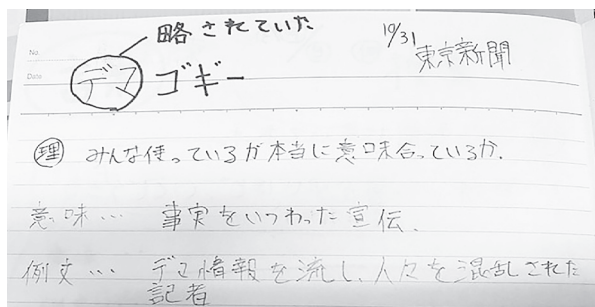 略されていた
10/31
東京新聞
No.
Date
デマゴギー
理 みんな使っているが本当に意味合っているか.
意味… 事実をいつわった宣伝.
例文… デマ情報を流し、人々を混乱しされた
記者